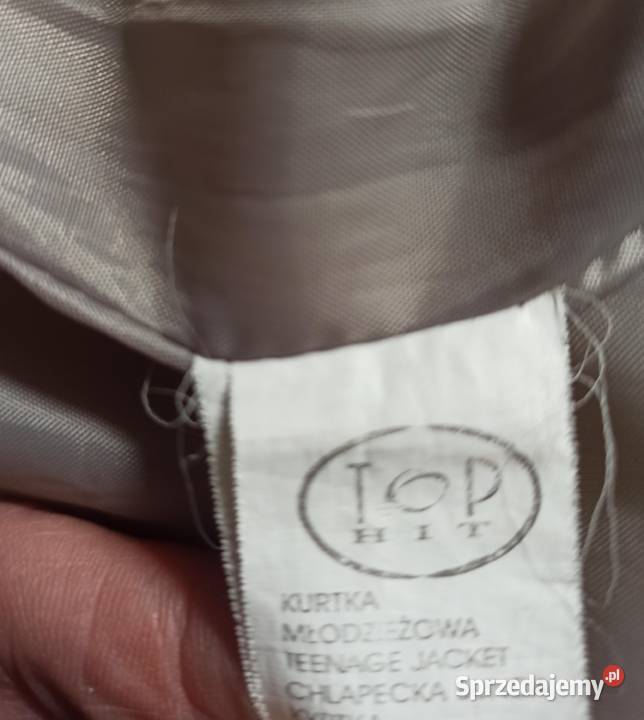 TOP
HIT
KURTKA
MŁODZIEŻOWA
TEENAGE JACKET
CHLAPECKA
Sprzedajemy.pl